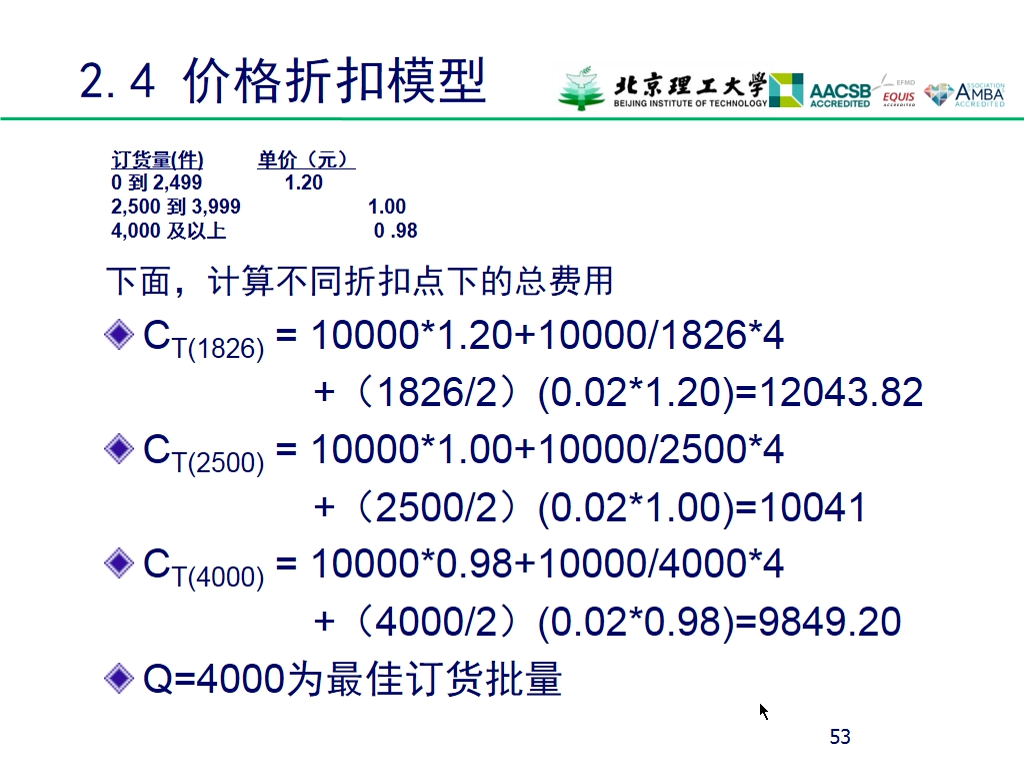 2.4 价格折扣模型
北京理工大学
BEIJING INSTITUTE OF TECHNOLOGY
AACSB
ACCREDITED
EFMD
EQUIS
ACCREDITED
ASSOCIATION
AMBA
ACCREDITED
订货量(件) 单价（元）
0 到 2,499 1.20
2,500 到 3,999 1.00
4,000 及以上 0 .98
下面，计算不同折扣点下的总费用
CT(1826) = 10000*1.20+10000/1826*4
+（1826/2）(0.02*1.20)=12043.82
CT(2500) = 10000*1.00+10000/2500*4
+（2500/2）(0.02*1.00)=10041
CT(4000) = 10000*0.98+10000/4000*4
+（4000/2）(0.02*0.98)=9849.20
Q=4000为最佳订货批量
53